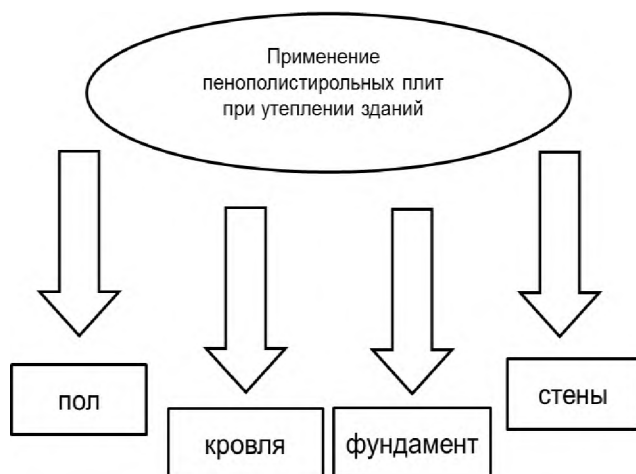 Применение
пенополистирольных плит
при утеплении зданий
пол
кровля
фундамент
стены